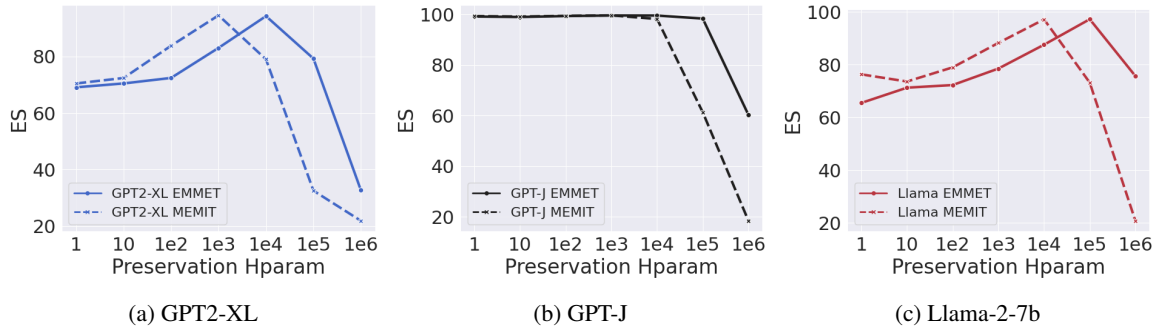 ES
80
60
40
20
GPT2-XL EMMET
GPT2-XL MEMIT
1 10 1e2 1e3 1e4 1e5 1e6
Preservation Hparam
(a) GPT2-XL
ES
100
80
60
40
20
GPT-J EMMET
GPT-J MEMIT
1 10 1e2 1e3 1e4 1e5 1e6
Preservation Hparam
(b) GPT-J
ES
100
80
60
40
20
Llama EMMET
Llama MEMIT
1 10 1e2 1e3 1e4 1e5 1e6
Preservation Hparam
(c) Llama-2-7b